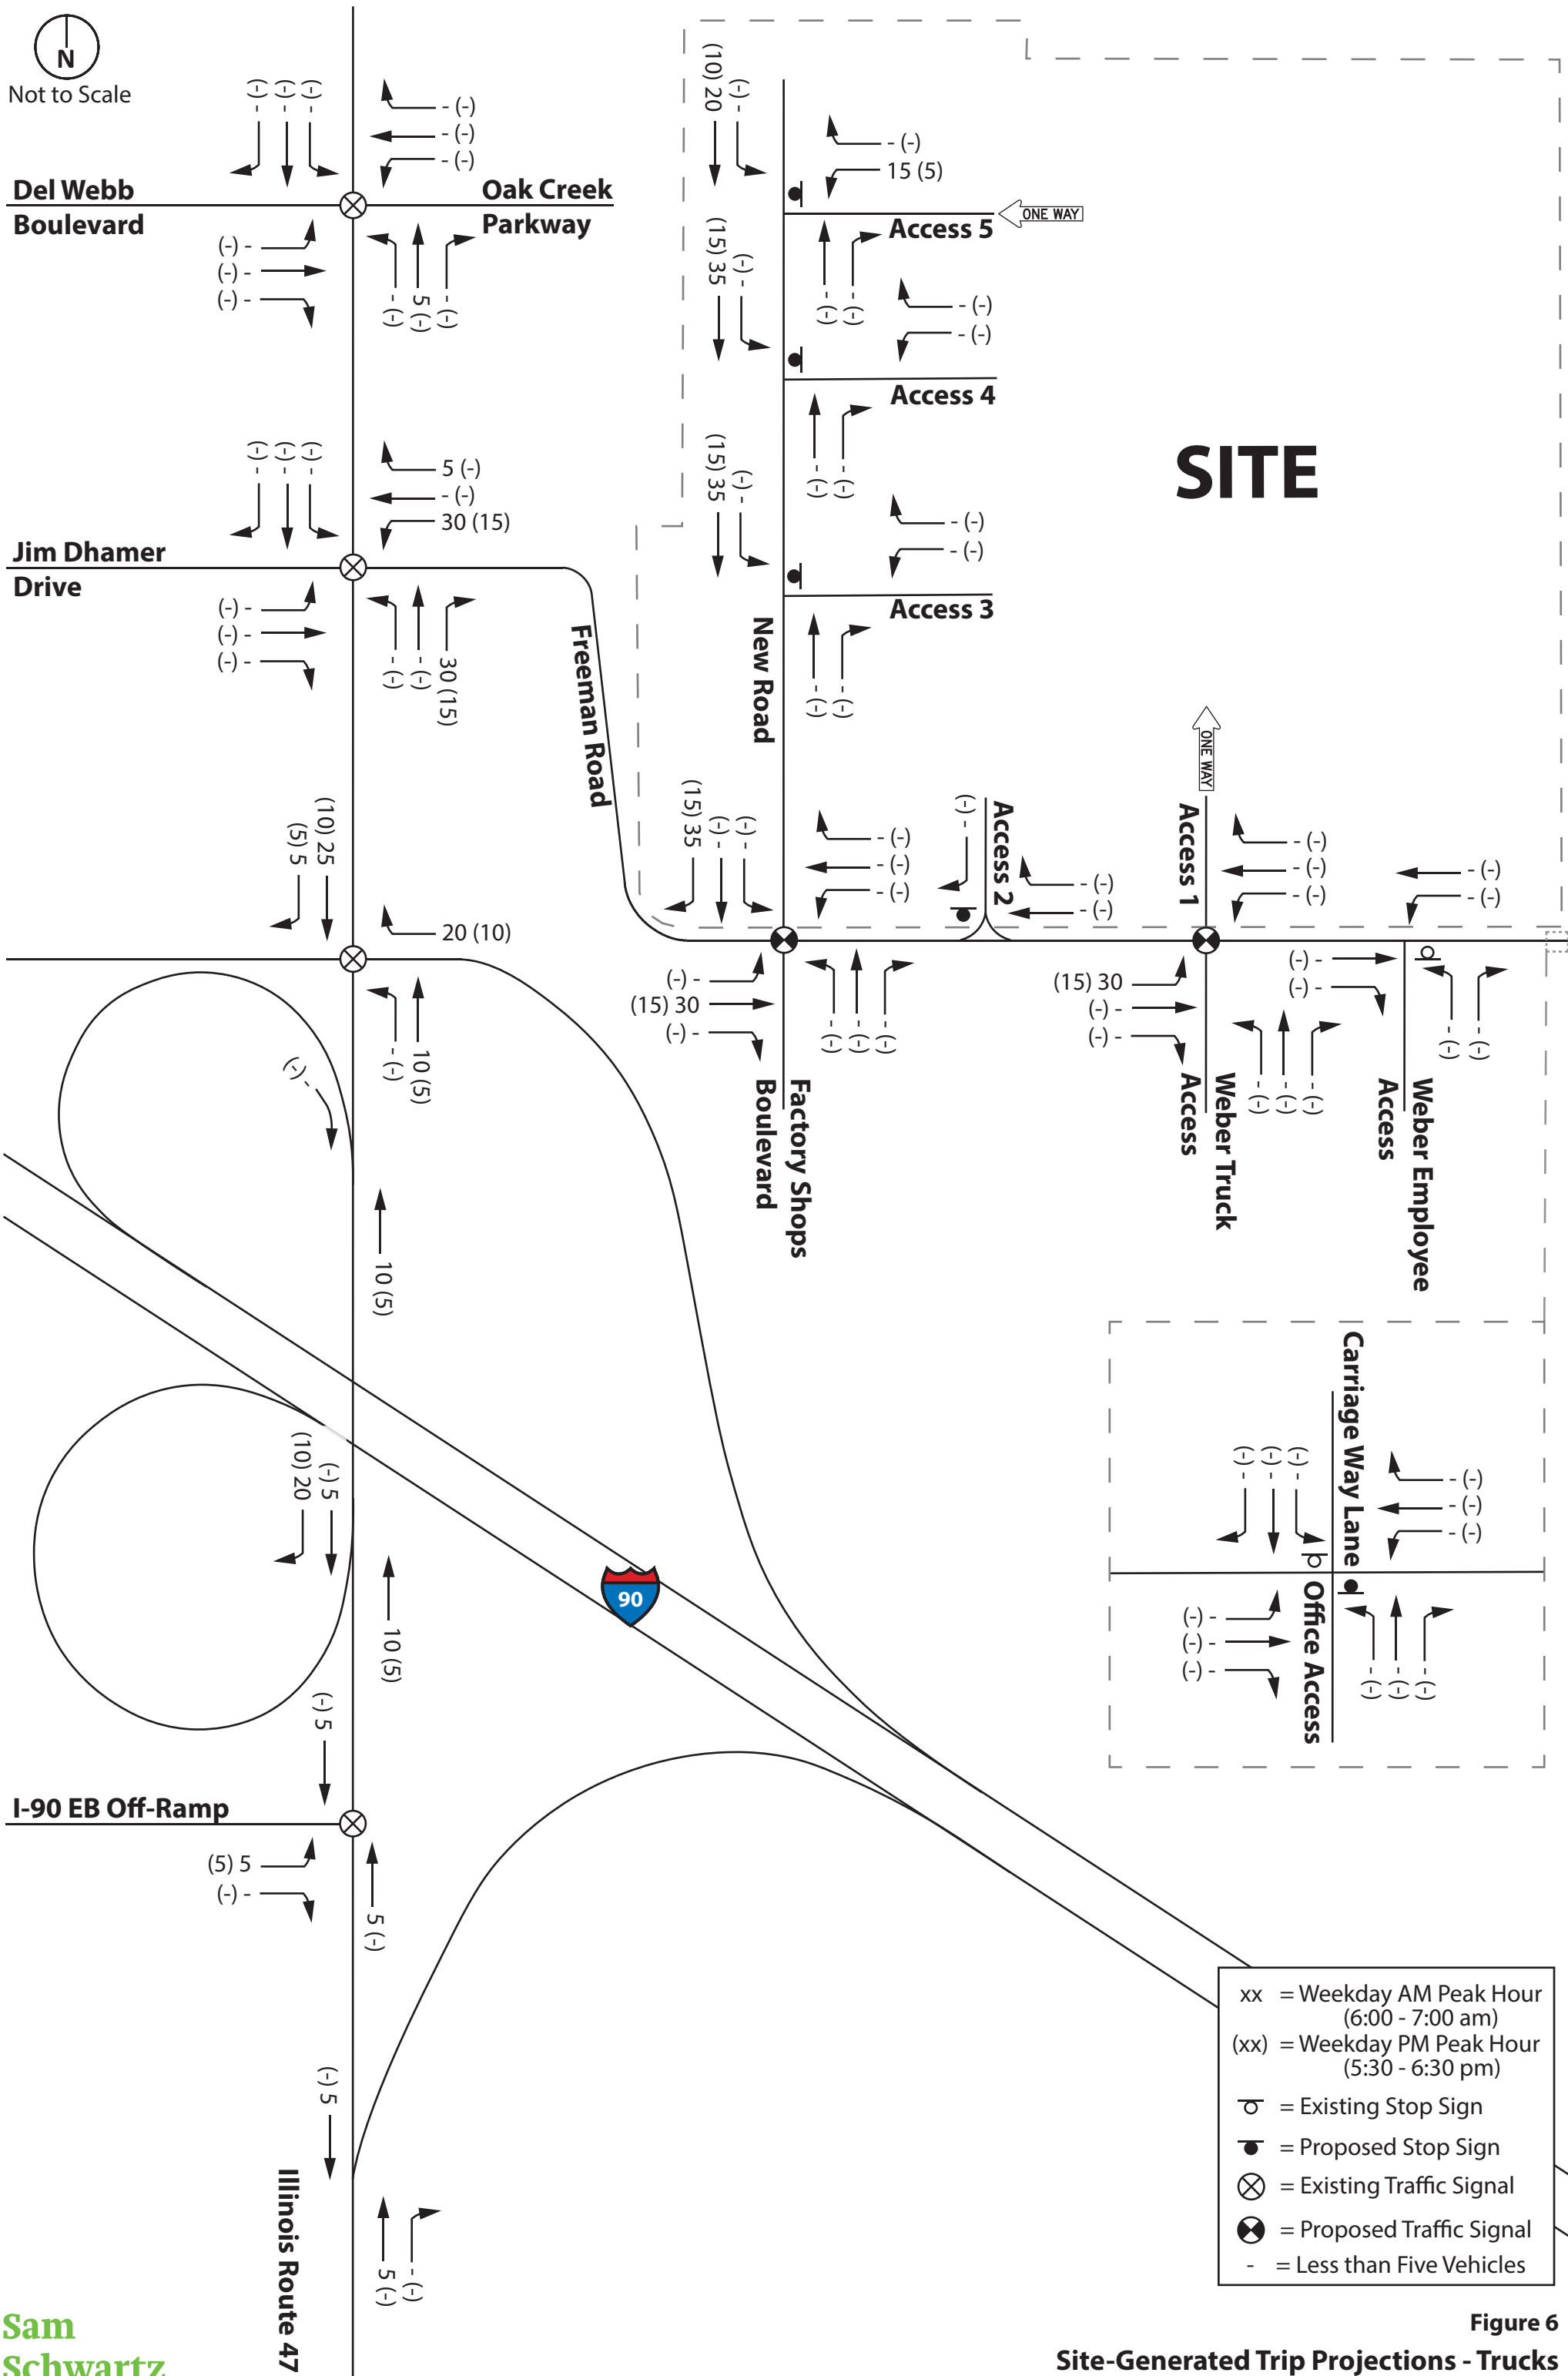 N
Not to Scale
(-) -
(-) -
(-) -
- (-)
- (-)
- (-)
Del Webb
Boulevard
Oak Creek
Parkway
(-) -
(-) -
(-) -
- (-)
5 (-)
- (-)
(10) 20
(-) -
- (-)
15 (5)
ONE WAY
Access 5
- (-)
- (-)
(15) 35
(-) -
- (-)
- (-)
Access 4
- (-)
- (-)
SITE
(15) 35
(-) -
- (-)
- (-)
Access 3
- (-)
- (-)
New Road
(-) -
(-) -
(-) -
5 (-)
- (-)
30 (15)
Jim Dhamer
Drive
(-) -
(-) -
(-) -
- (-)
- (-)
30 (15)
Freeman Road
(5) 5
(10) 25
20 (10)
- (-)
10 (5)
(-) -
(15) 35
(-) -
(-) -
- (-)
- (-)
- (-)
(-) -
(15) 30
(-) -
- (-)
- (-)
- (-)
Factory Shops
Boulevard
(-) -
Access 2
- (-)
- (-)
ONE WAY
Access 1
- (-)
- (-)
- (-)
(15) 30
(-) -
(-) -
- (-)
- (-)
- (-)
Weber Truck
Access
- (-)
- (-)
(-) -
(-) -
- (-)
- (-)
Weber Employee
Access
10 (5)
(10) 20
(-) 5
10 (5)
90
(-) 5
I-90 EB Off-Ramp
(5) 5
(-) -
5 (-)
(-) 5
Illinois Route 47
5 (-)
- (-)
Carriage Way Lane
(-) -
(-) -
(-) -
- (-)
- (-)
- (-)
(-) -
(-) -
(-) -
Office Access
- (-)
- (-)
- (-)
xx = Weekday AM Peak Hour
(6:00 - 7:00 am)
(xx) = Weekday PM Peak Hour
(5:30 - 6:30 pm)
= Existing Stop Sign
= Proposed Stop Sign
= Existing Traffic Signal
= Proposed Traffic Signal
- = Less than Five Vehicles
Sam
Schwartz
Figure 6
Site-Generated Trip Projections - Trucks